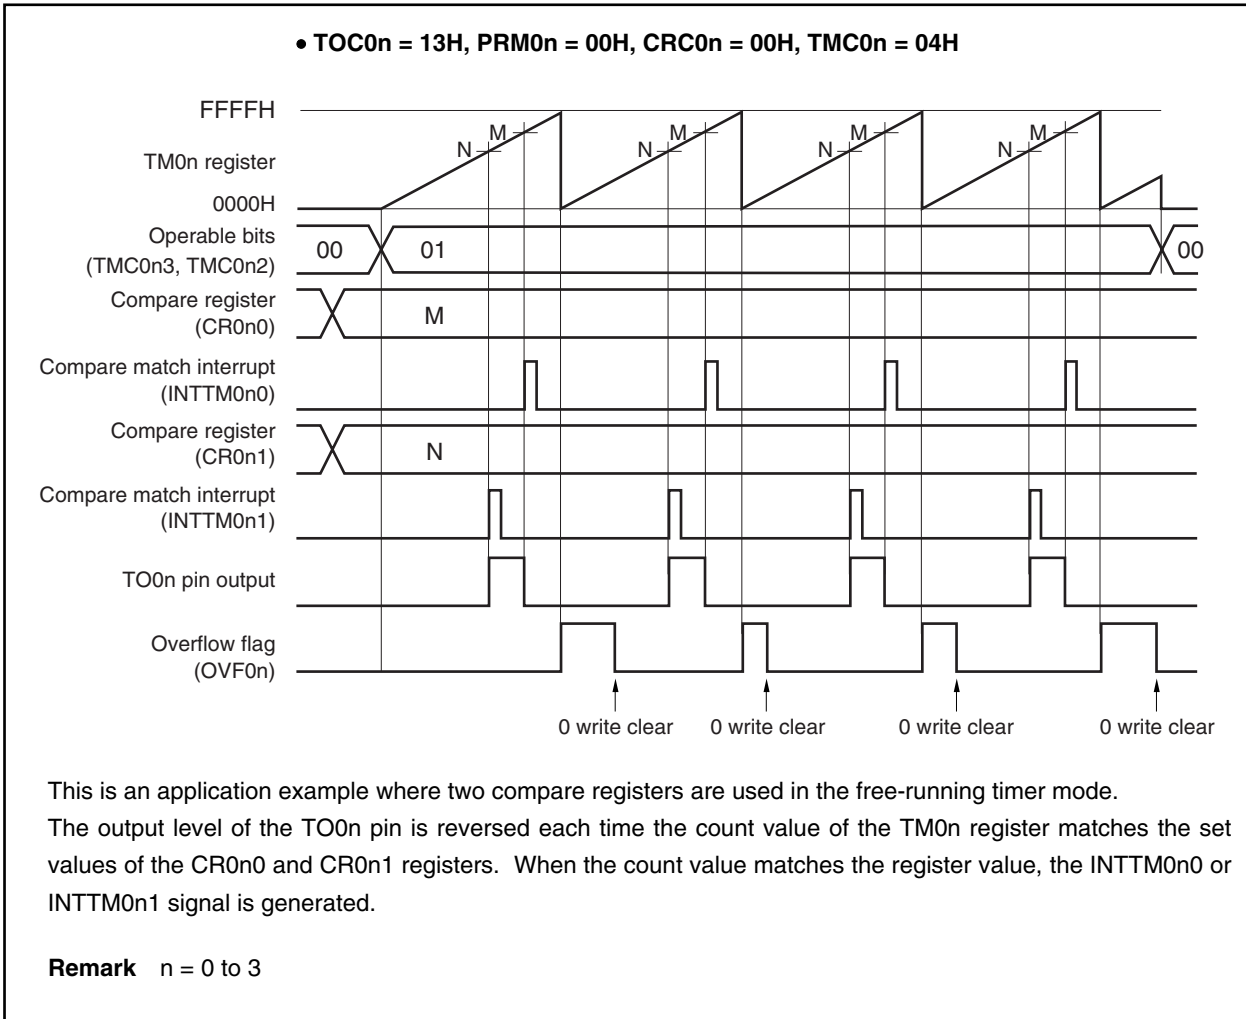 • TOC0n = 13H, PRM0n = 00H, CRC0n = 00H, TMC0n = 04H
FFFFH
TM0n register
0000H
N M N M N M N M
Operable bits
(TMC0n3, TMC0n2)
00 01 00
Compare register
(CR0n0)
M
Compare match interrupt
(INTTM0n0)
Compare register
(CR0n1)
N
Compare match interrupt
(INTTM0n1)
TO0n pin output
Overflow flag
(OVF0n)
0 write clear 0 write clear 0 write clear 0 write clear
This is an application example where two compare registers are used in the free-running timer mode.
The output level of the TO0n pin is reversed each time the count value of the TM0n register matches the set
values of the CR0n0 and CR0n1 registers. When the count value matches the register value, the INTTM0n0 or
INTTM0n1 signal is generated.
Remark n = 0 to 3